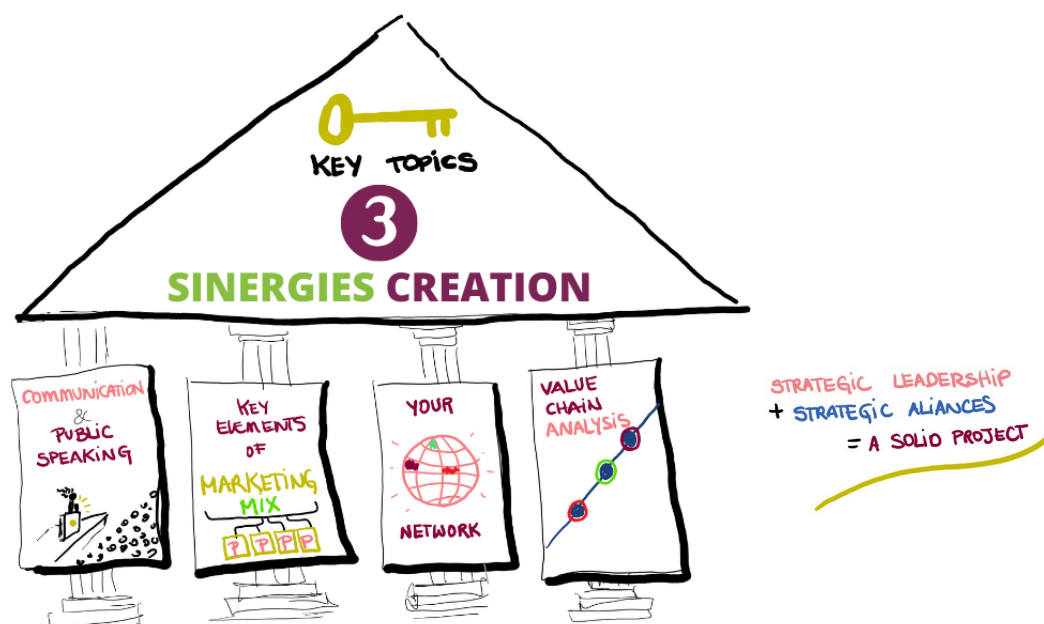 KEY TOPICS
3
SINERGIES CREATION
COMMUNICATION
&
PUBLIC
SPEAKING
KEY
ELEMENTS
OF
MARKETING
MIX
P P P P
YOUR
NETWORK
VALUE
CHAIN
ANALYSIS
STRATEGIC LEADERSHIP
+ STRATEGIC ALIANCES
= A SOLID PROJECT